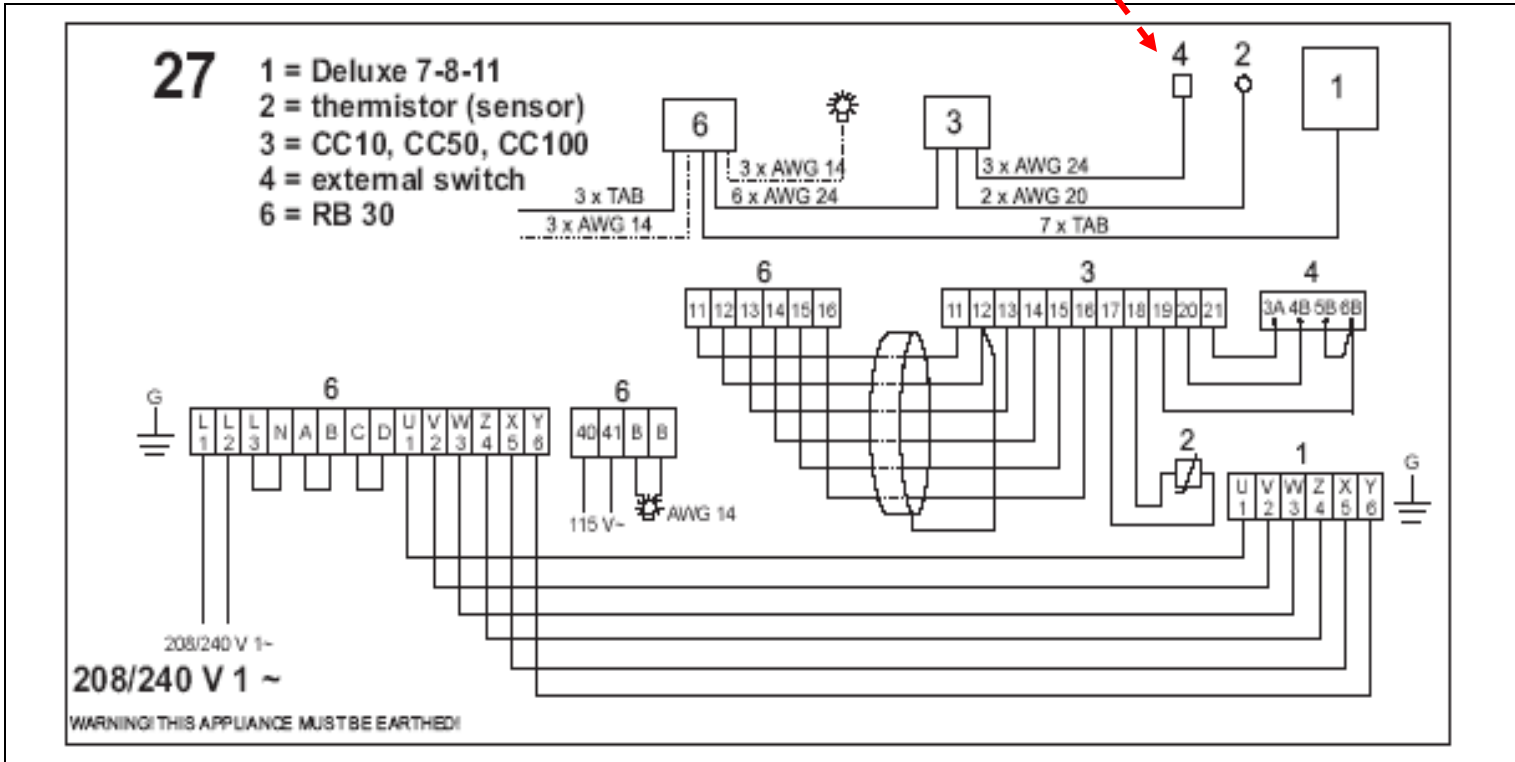 27
1 = Deluxe 7-8-11
2 = thermistor (sensor)
3 = CC10, CC50, CC100
4 = external switch
6 = RB 30
4 2
6 3 1
3 x AWG 14 3 x AWG 24
3 x TAB 6 x AWG 24 2 x AWG 20
3 x AWG 14 7 x TAB
6 3 4
11 12 13 14 15 16
11 12 13 14 15 16 17 18 19 20 21
3A 4B 5B 6B
G 6 6
L1 L2 L3 N A B C D U1 V2 W3 Z4 X5 Y6
40 41 B B
115 V~ AWG 14
2 1 G
U1 V2 W3 Z4 X5 Y6
208/240 V 1~
208/240 V 1 ~
WARNING! THIS APPLIANCE MUST BE EARTHED!